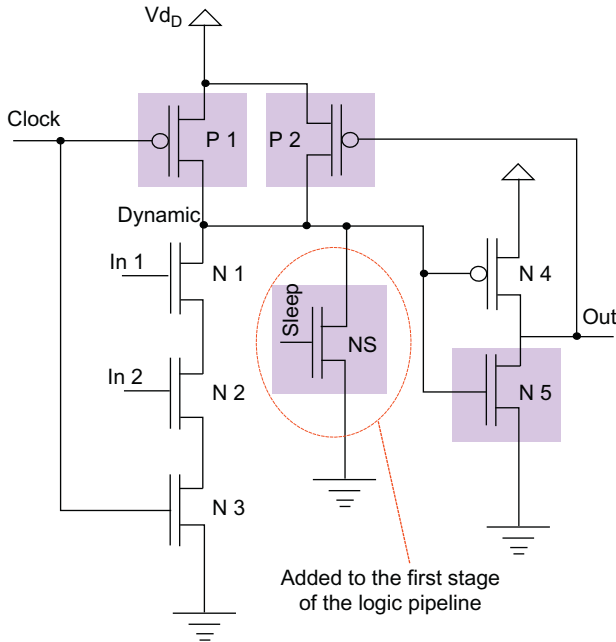 Vd_D
Clock
P 1
P 2
Dynamic
In 1
N 1
Sleep
NS
N 4
Out
In 2
N 2
N 5
N 3
Added to the first stage
of the logic pipeline